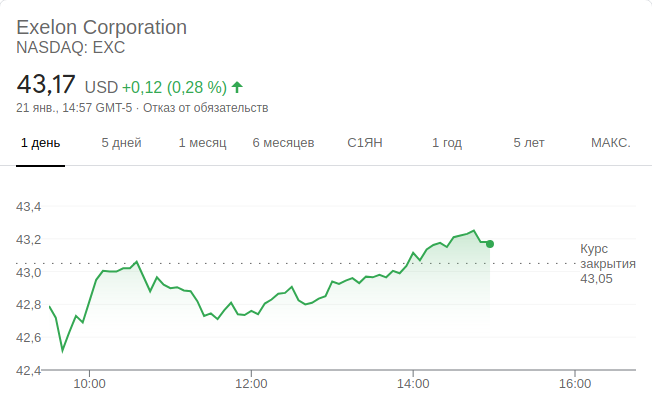 Exelon Corporation
NASDAQ: EXC
43,17 USD +0,12 (0,28 %)
21 янв., 14:57 GMT-5 · Отказ от обязательств
1 день 5 дней 1 месяц 6 месяцев С1ЯН 1 год 5 лет МАКС.
43,4
43,2
43,0
42,8
42,6
42,4
Курс
закрытия
43,05
10:00 12:00 14:00 16:00